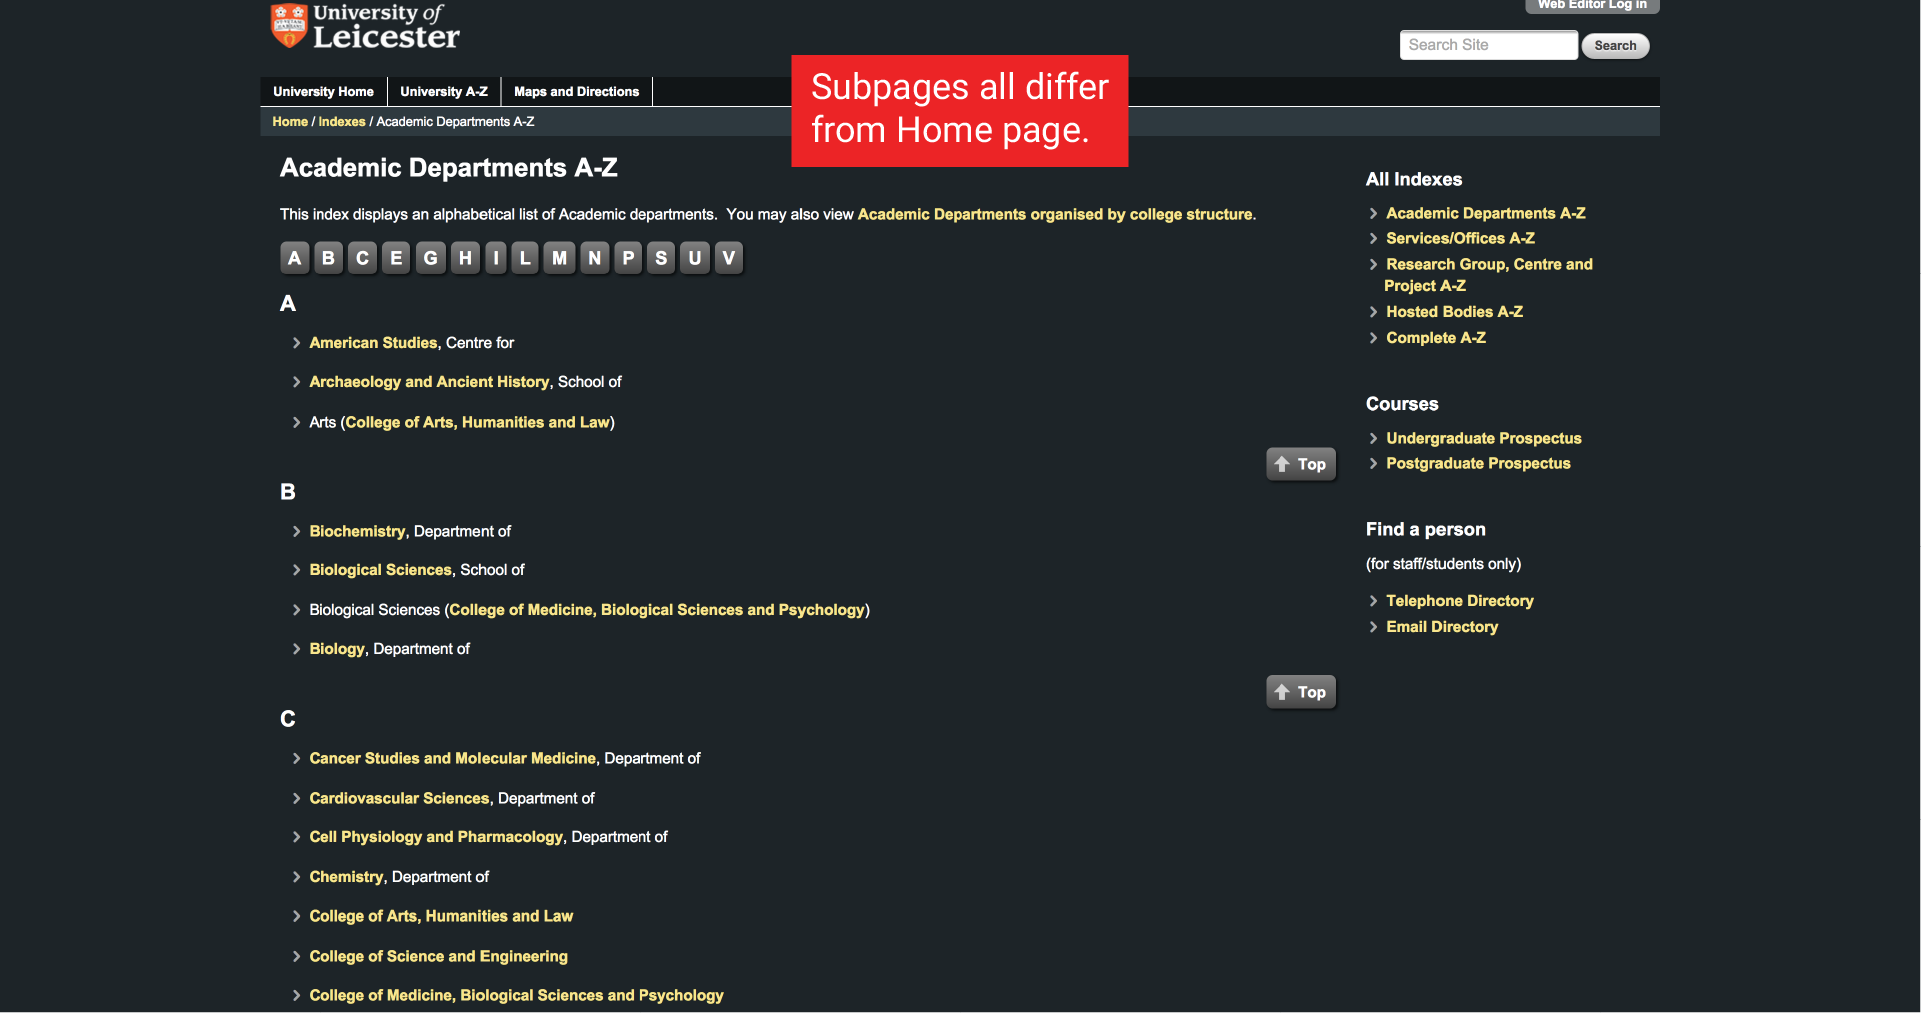 University of
Leicester
Web Editor Log in
Search Site
Search
University Home
University A-Z
Maps and Directions
Home / Indexes / Academic Departments A-Z
Subpages all differ
from Home page.
Academic Departments A-Z
This index displays an alphabetical list of Academic departments. You may also view Academic Departments organised by college structure.
A B C E G H I L M N P S U V
A
American Studies, Centre for
Archaeology and Ancient History, School of
Arts (College of Arts, Humanities and Law)
Top
B
Biochemistry, Department of
Biological Sciences, School of
Biological Sciences (College of Medicine, Biological Sciences and Psychology)
Biology, Department of
Top
C
Cancer Studies and Molecular Medicine, Department of
Cardiovascular Sciences, Department of
Cell Physiology and Pharmacology, Department of
Chemistry, Department of
College of Arts, Humanities and Law
College of Science and Engineering
College of Medicine, Biological Sciences and Psychology
All Indexes
Academic Departments A-Z
Services/Offices A-Z
Research Group, Centre and
Project A-Z
Hosted Bodies A-Z
Complete A-Z
Courses
Undergraduate Prospectus
Postgraduate Prospectus
Find a person
(for staff/students only)
Telephone Directory
Email Directory